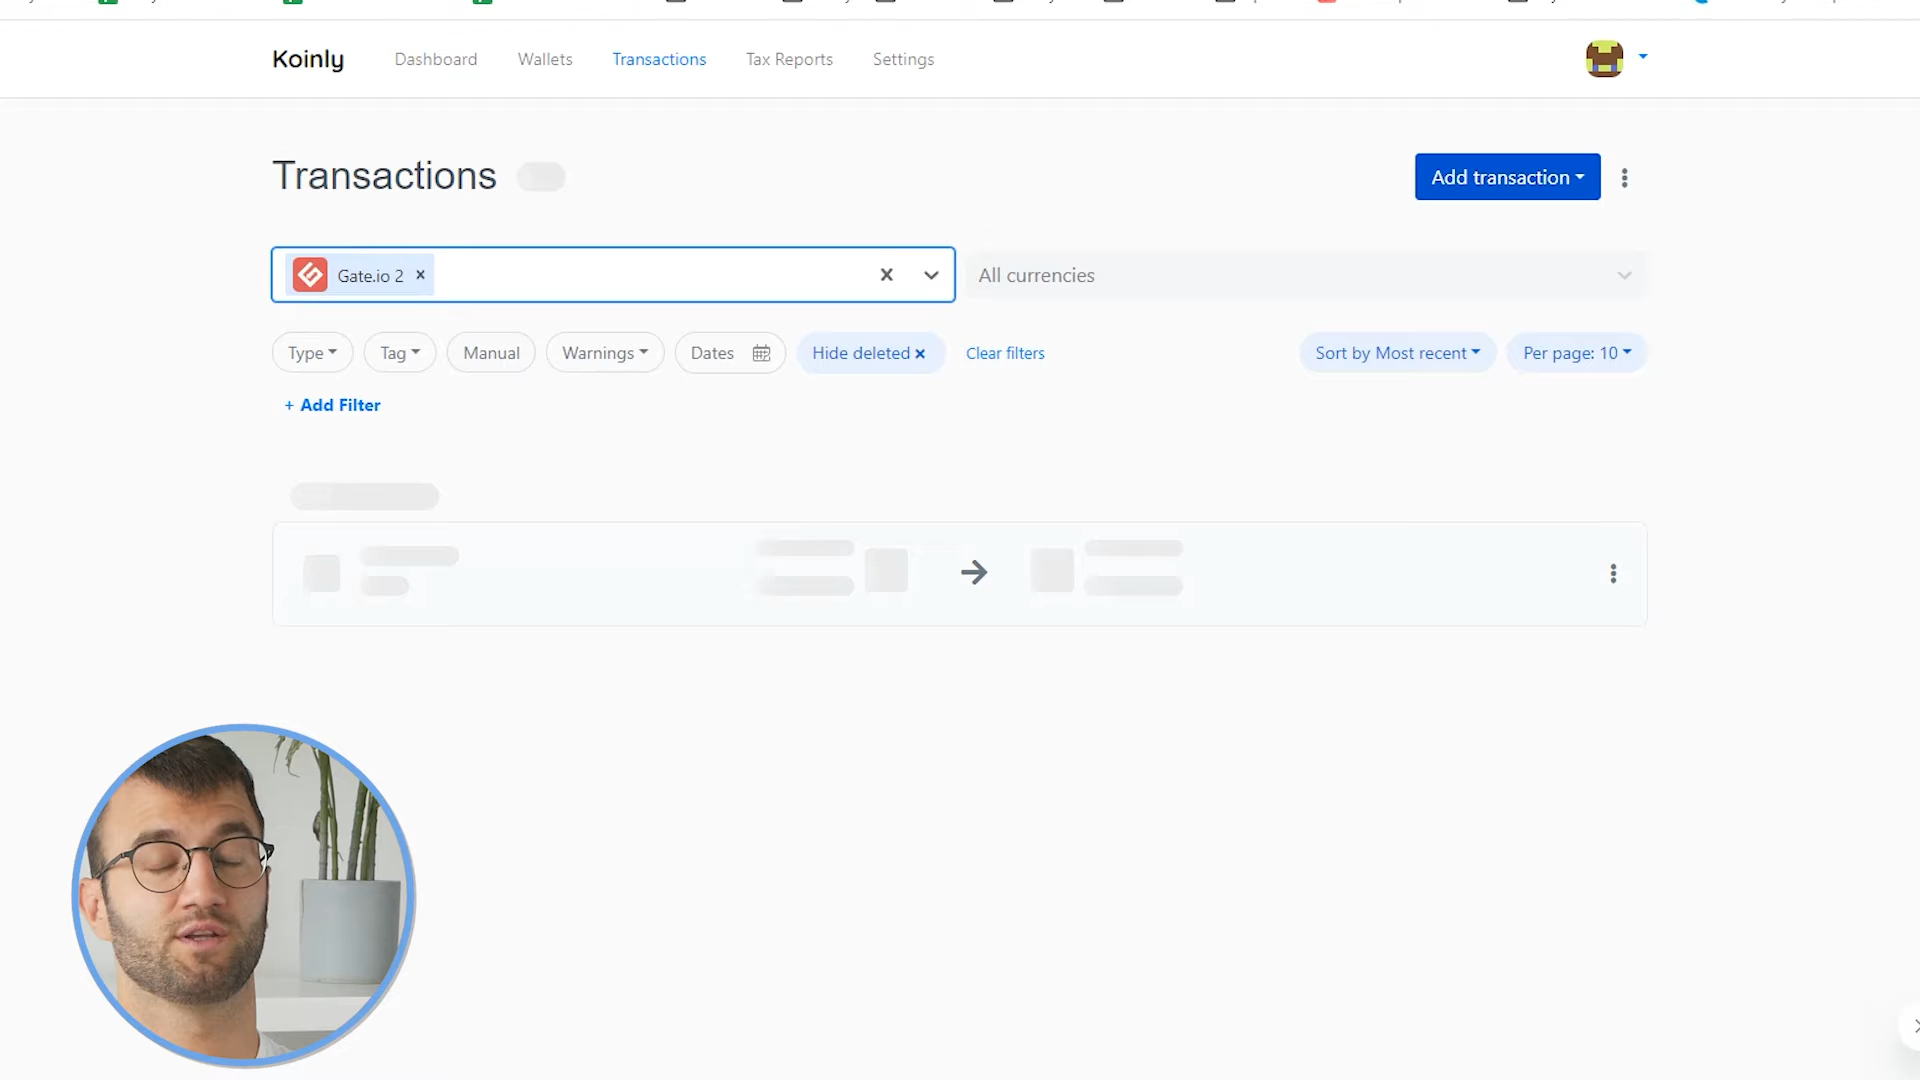 Koinly Dashboard Wallets Transactions Tax Reports Settings
Transactions
Add transaction
Gate.io 2 ×
All currencies
Type Tag Manual Warnings Dates Hide deleted × Clear filters Sort by Most recent Per page: 10
+ Add Filter